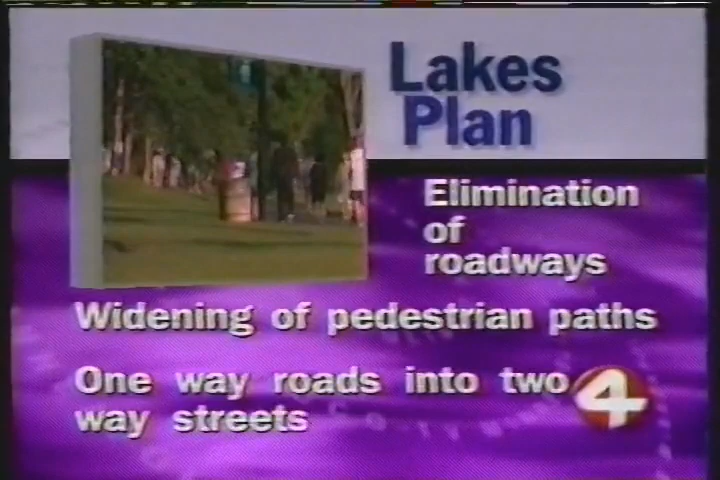 Lakes
Plan
Elimination
of
roadways
Widening of pedestrian paths
One way roads into two
way streets
4